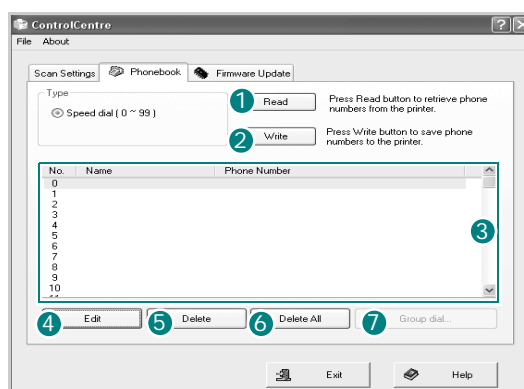 ControlCentre
File About
Scan Settings Phonebook Firmware Update
Type
Speed dial ( 0 ~ 99 )
1 Read Press Read button to retrieve phone
numbers from the printer.
2 Write Press Write button to save phone
numbers to the printer.
No. Name Phone Number
0
1
2
3
4
5
3
6
7
8
9
10
4 Edit 5 Delete 6 Delete All 7 Group dial...
Exit Help